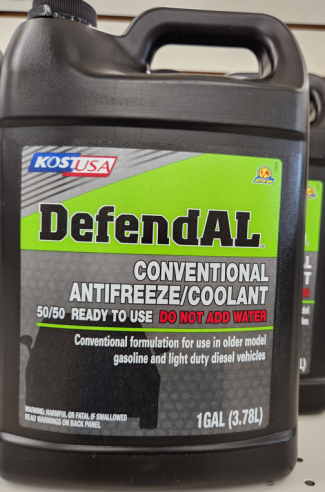 KOST USA
DefendAL
CONVENTIONAL
ANTIFREEZE/COOLANT
50/50 READY TO USE DO NOT ADD WATER
Conventional formulation for use in older model
gasoline and light duty diesel vehicles
WARNING: HARMFUL OR FATAL IF SWALLOWED
READ WARNINGS ON BACK PANEL
1GAL (3.78L)